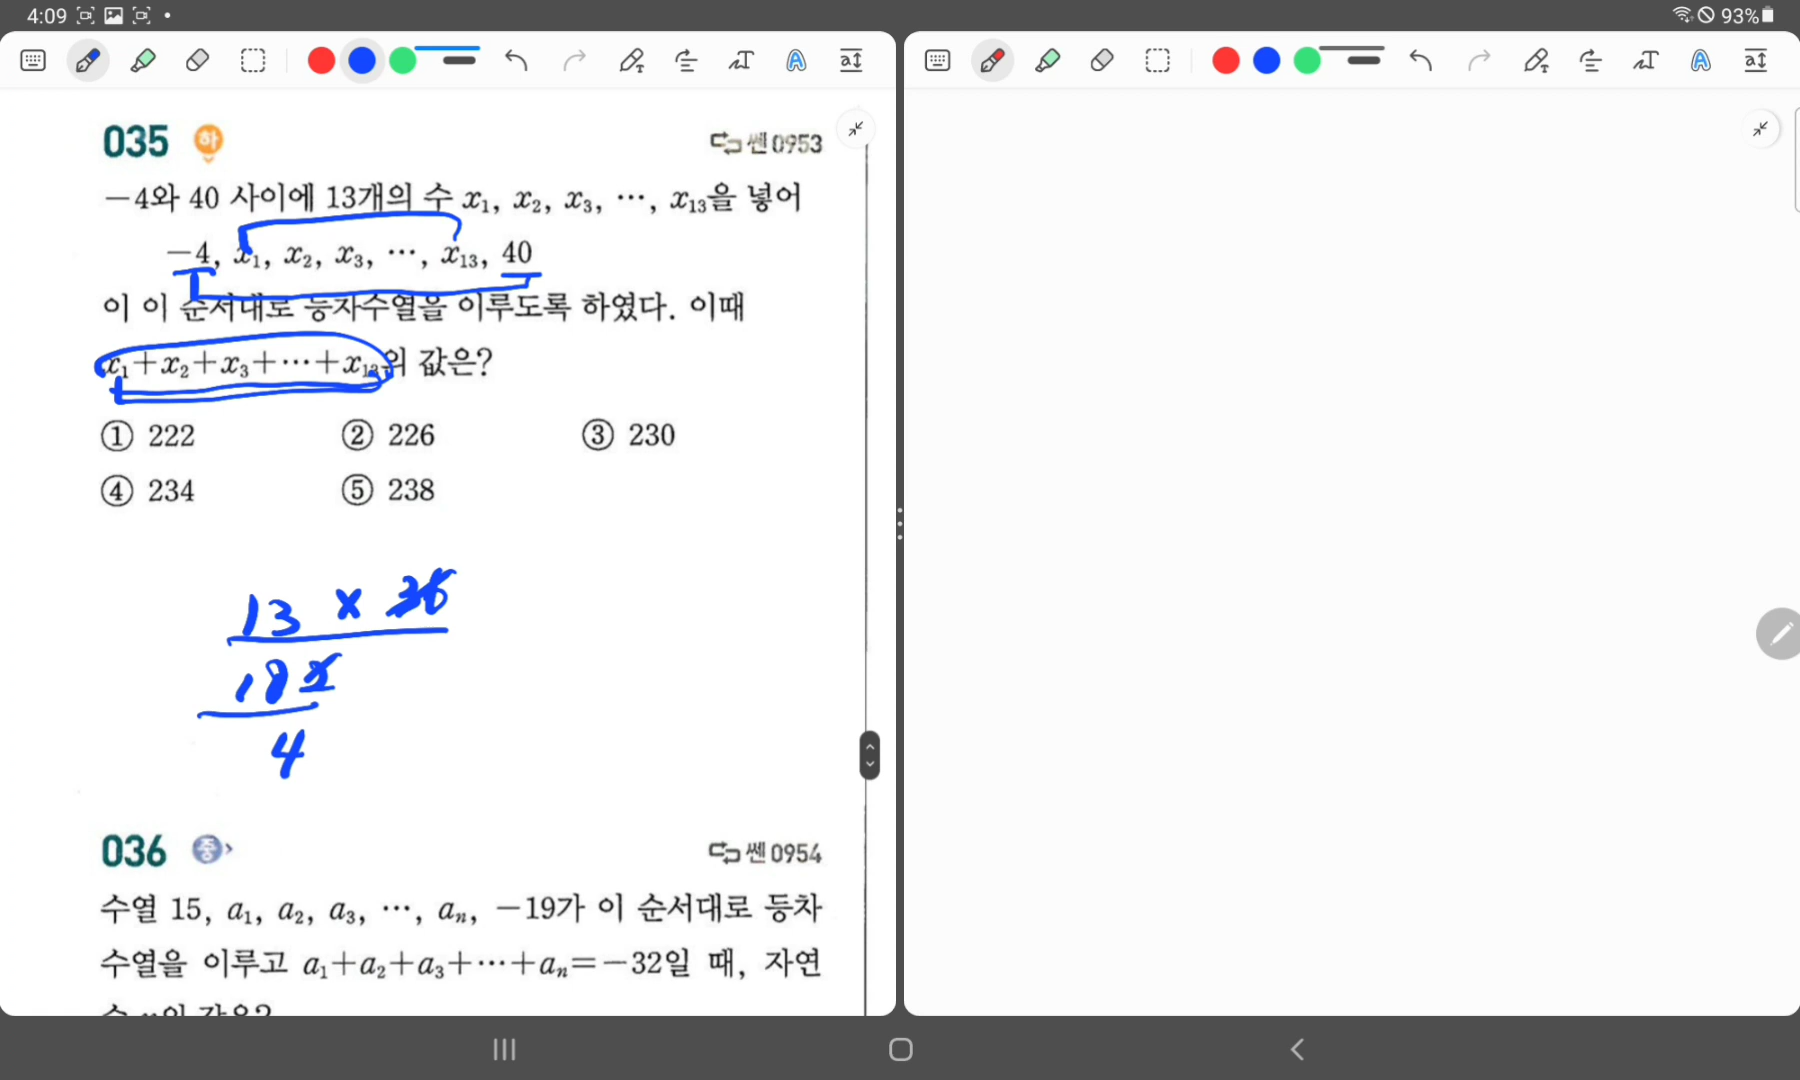 4:09
93%
035 하
쎈 0953
−4와 40 사이에 13개의 수 x₁, x₂, x₃, ⋯, x₁₃을 넣어
−4, x₁, x₂, x₃, ⋯, x₁₃, 40
이 이 순서대로 등차수열을 이루도록 하였다. 이때
x₁+x₂+x₃+⋯+x₁₃의 값은?
① 222 ② 226 ③ 230
④ 234 ⑤ 238
13 × 36
18 2
4
036 중
쎈 0954
수열 15, a₁, a₂, a₃, ⋯, aₙ, −19가 이 순서대로 등차
수열을 이루고 a₁+a₂+a₃+⋯+aₙ=−32일 때, 자연